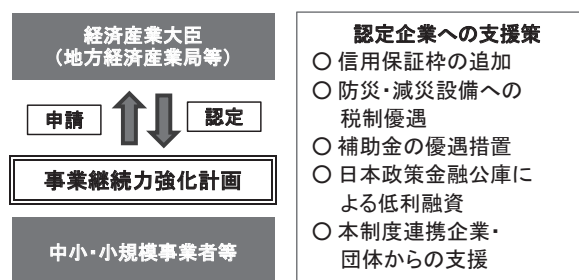 経済産業大臣
（地方経済産業局等）
申請
認定
事業継続力強化計画
中小・小規模事業者等
認定企業への支援策
○ 信用保証枠の追加
○ 防災・減災設備への
税制優遇
○ 補助金の優遇措置
○ 日本政策金融公庫に
よる低利融資
○ 本制度連携企業・
団体からの支援